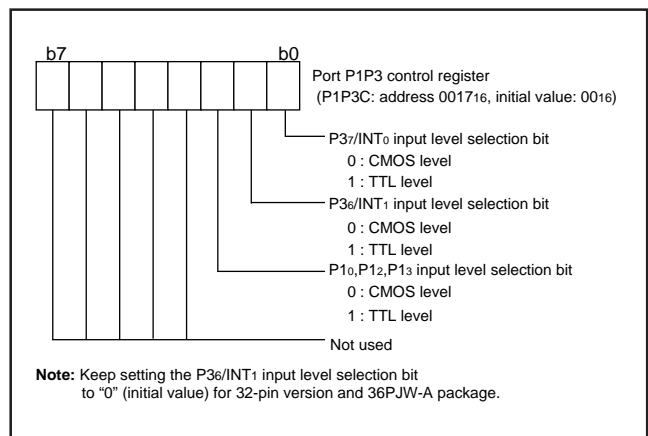 b7 b0
Port P1P3 control register
(P1P3C: address 001716, initial value: 0016)
P37/INT0 input level selection bit
0 : CMOS level
1 : TTL level
P36/INT1 input level selection bit
0 : CMOS level
1 : TTL level
P10,P12,P13 input level selection bit
0 : CMOS level
1 : TTL level
Not used
Note: Keep setting the P36/INT1 input level selection bit
to “0” (initial value) for 32-pin version and 36PJW-A package.